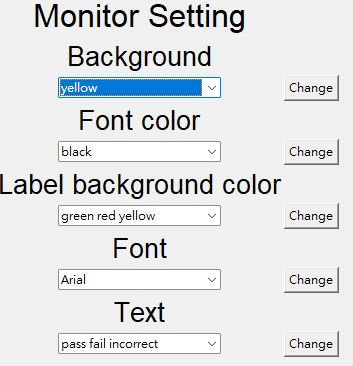 Monitor Setting
Background
yellow Change
Font color
black Change
Label background color
green red yellow Change
Font
Arial Change
Text
pass fail incorrect Change